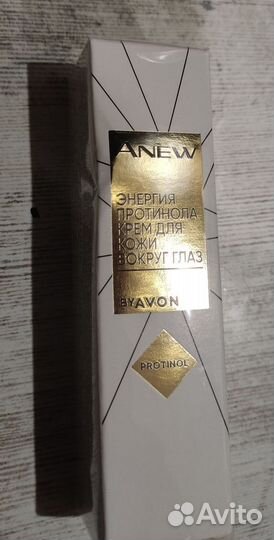 ANEW
ЭНЕРГИЯ
ПРОТИНОЛА
КРЕМ ДЛЯ
КОЖИ
ВОКРУГ ГЛАЗ
BY AVON
PROTINOL
Avito